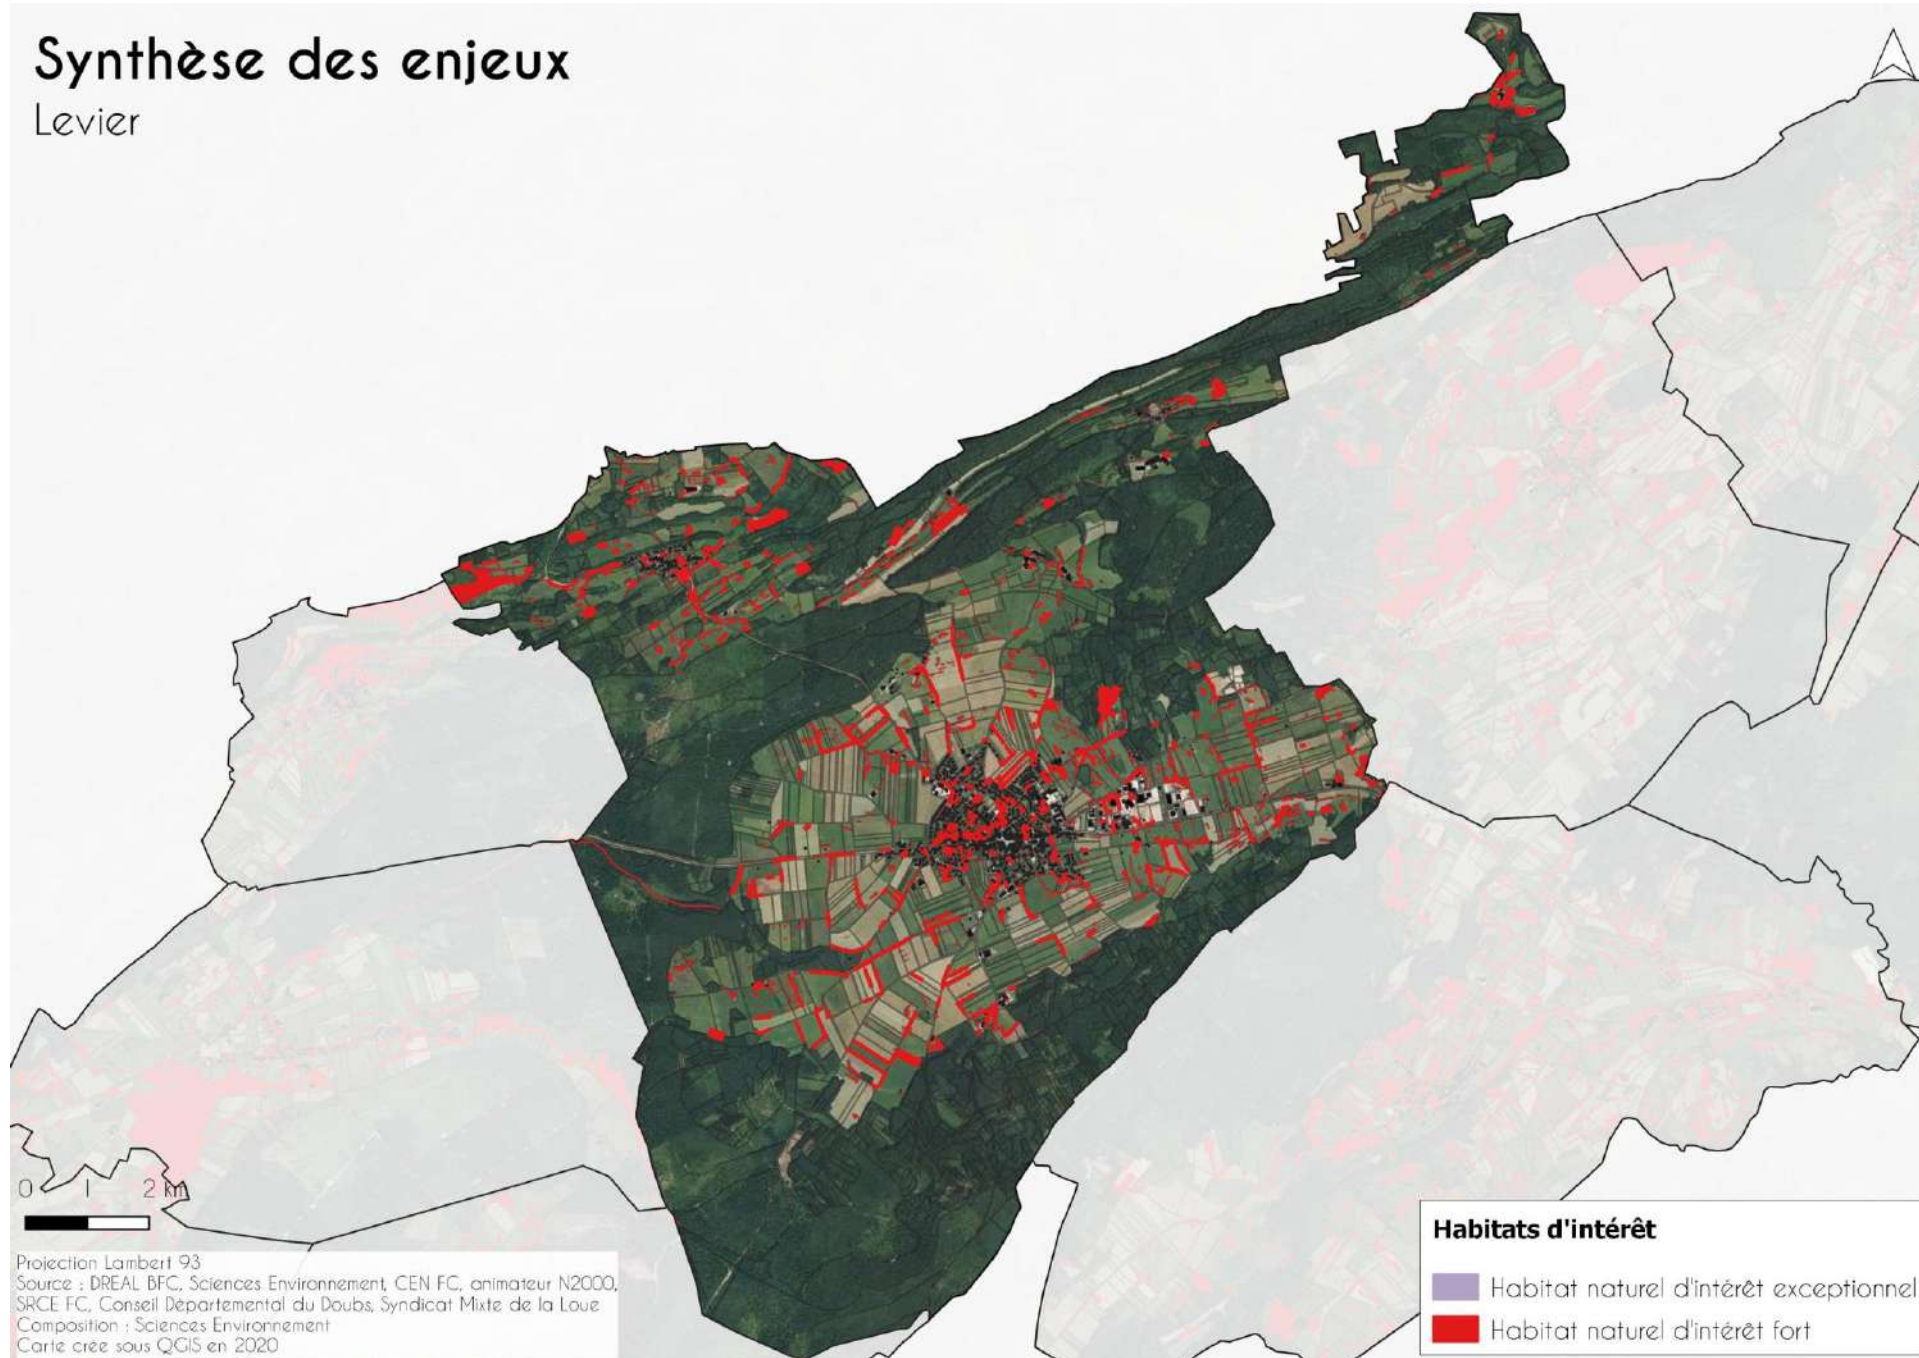 Synthèse des enjeux
Levier
0 1 2 km
Projection Lambert 93
Source : DREAL BFC, Sciences Environnement, CEN FC, animateur N2000,
SRCE FC, Conseil Départemental du Doubs, Syndicat Mixte de la Loue
Composition : Sciences Environnement
Carte crée sous QGIS en 2020
Habitats d'intérêt
Habitat naturel d'intérêt exceptionnel
Habitat naturel d'intérêt fort